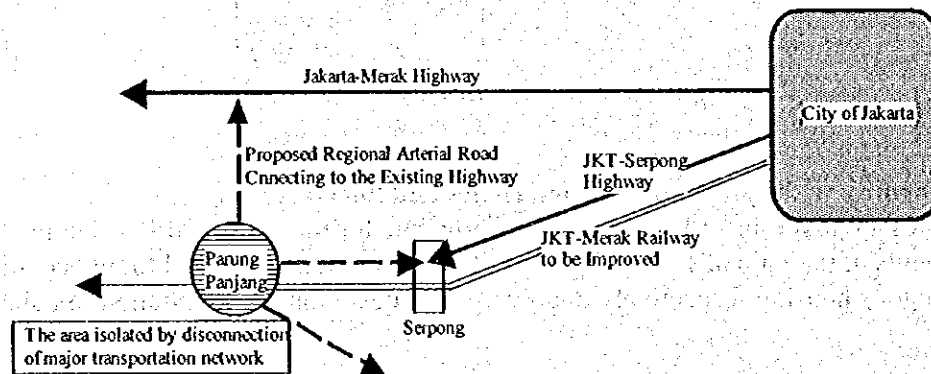 Jakarta-Merak Highway
City of Jakarta
Proposed Regional Arterial Road
Cnnecting to the Existing Highway
JKT-Serpong
Highway
JKT-Merak Railway
to be Improved
Parung
Panjang
Serpong
The area isolated by disconnection
of major transportation network